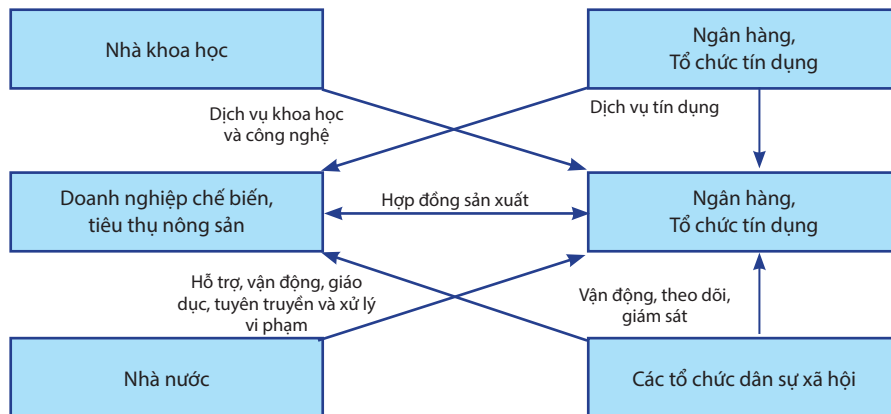 Nhà khoa học
Ngân hàng,
Tổ chức tín dụng
Dịch vụ khoa học
và công nghệ
Dịch vụ tín dụng
Doanh nghiệp chế biến,
tiêu thụ nông sản
Hợp đồng sản xuất
Ngân hàng,
Tổ chức tín dụng
Hỗ trợ, vận động, giáo
dục, tuyên truyền và xử lý
vi phạm
Vận động, theo dõi,
giám sát
Nhà nước
Các tổ chức dân sự xã hội